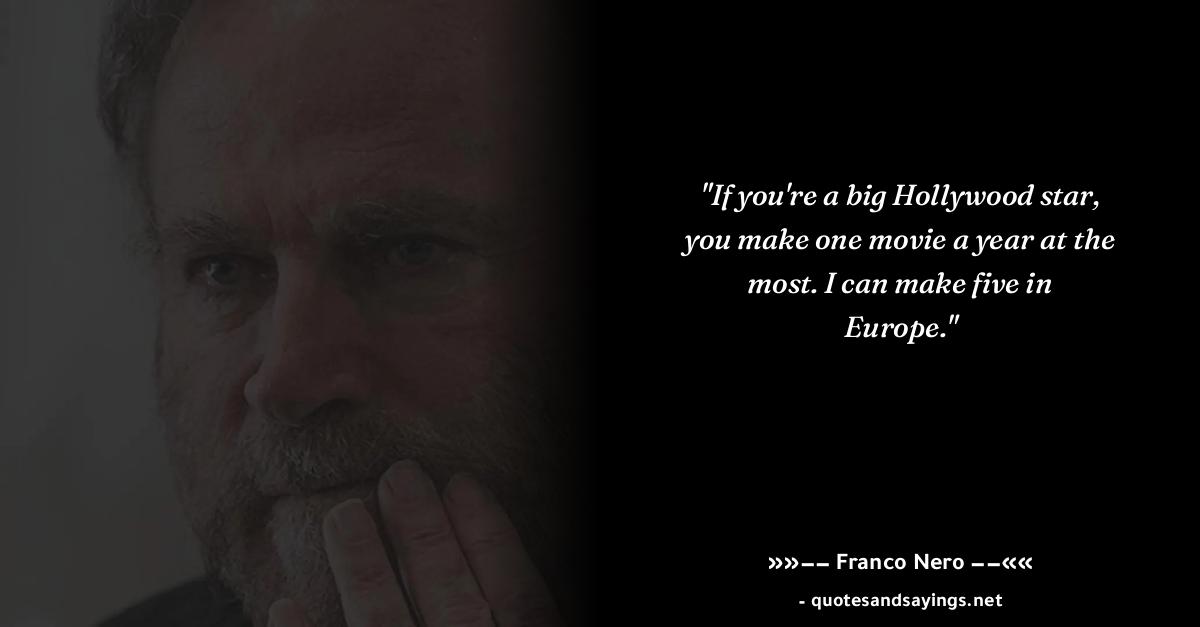 "If you're a big Hollywood star,
you make one movie a year at the
most. I can make five in
Europe."
»»−− Franco Nero −−««
- quotesandsayings.net